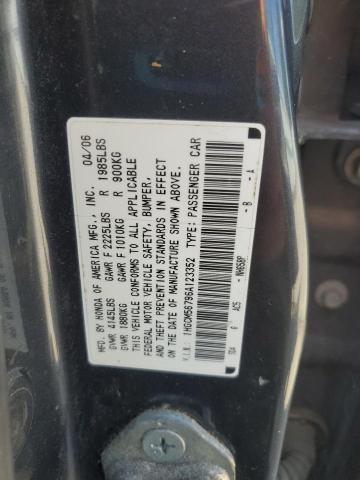 MFD. BY HONDA OF AMERICA MFG., INC. 04/06
GVWR 4145LBS GAWR F 2225LBS R 1985LBS
GVWR 1880KG GAWR F 1010KG R 900KG
THIS VEHICLE CONFORMS TO ALL APPLICABLE
FEDERAL MOTOR VEHICLE SAFETY, BUMPER,
AND THEFT PREVENTION STANDARDS IN EFFECT
ON THE DATE OF MANUFACTURE SHOWN ABOVE.
V.I.N.: 1HGCM56796A123352 TYPE: PASSENGER CAR
- B - A